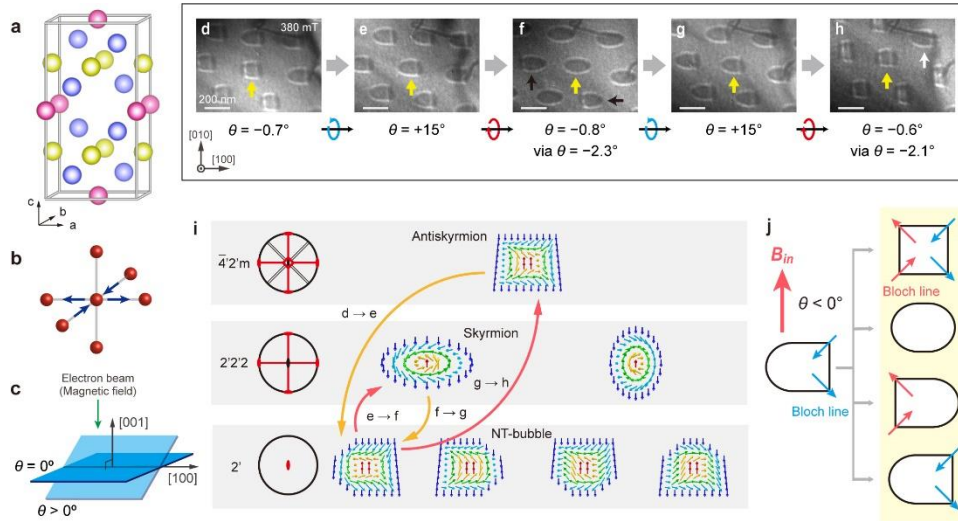 a
c
b
a
b
c
Electron beam
(Magnetic field)
[001]
θ = 0º
[100]
θ > 0º
d
380 mT
200 nm
e
f
g
h
θ = −0.7°
θ = +15°
θ = −0.8°
via θ = −2.3°
θ = +15°
θ = −0.6°
via θ = −2.1°
[010]
[100]
i
4̅'2'm
Antiskyrmion
d → e
2'2'2
Skyrmion
g → h
e → f
f → g
NT-bubble
2'
j
B_in
θ < 0°
Bloch line
Bloch line